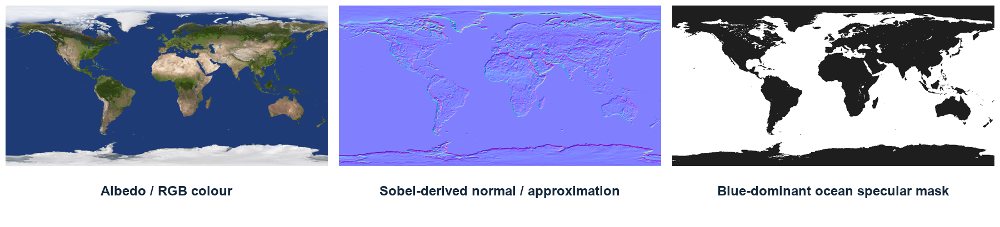 Albedo / RGB colour
Sobel-derived normal / approximation
Blue-dominant ocean specular mask